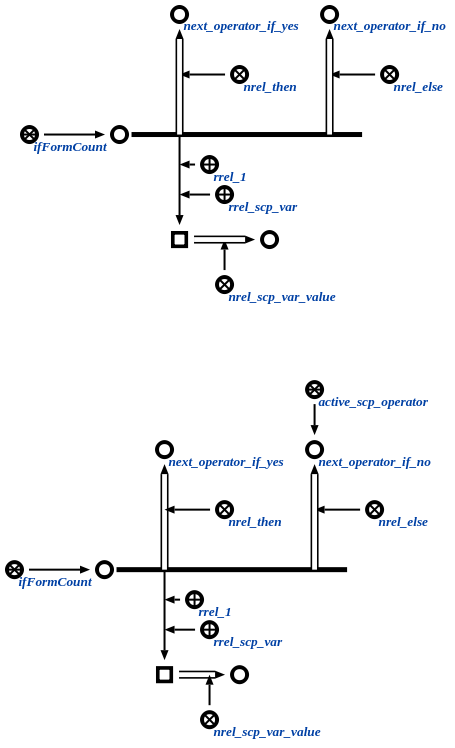 next_operator_if_yes next_operator_if_no
nrel_then nrel_else
ifFormCount
rrel_1
rrel_scp_var
nrel_scp_var_value
active_scp_operator
next_operator_if_yes next_operator_if_no
nrel_then nrel_else
ifFormCount
rrel_1
rrel_scp_var
nrel_scp_var_value